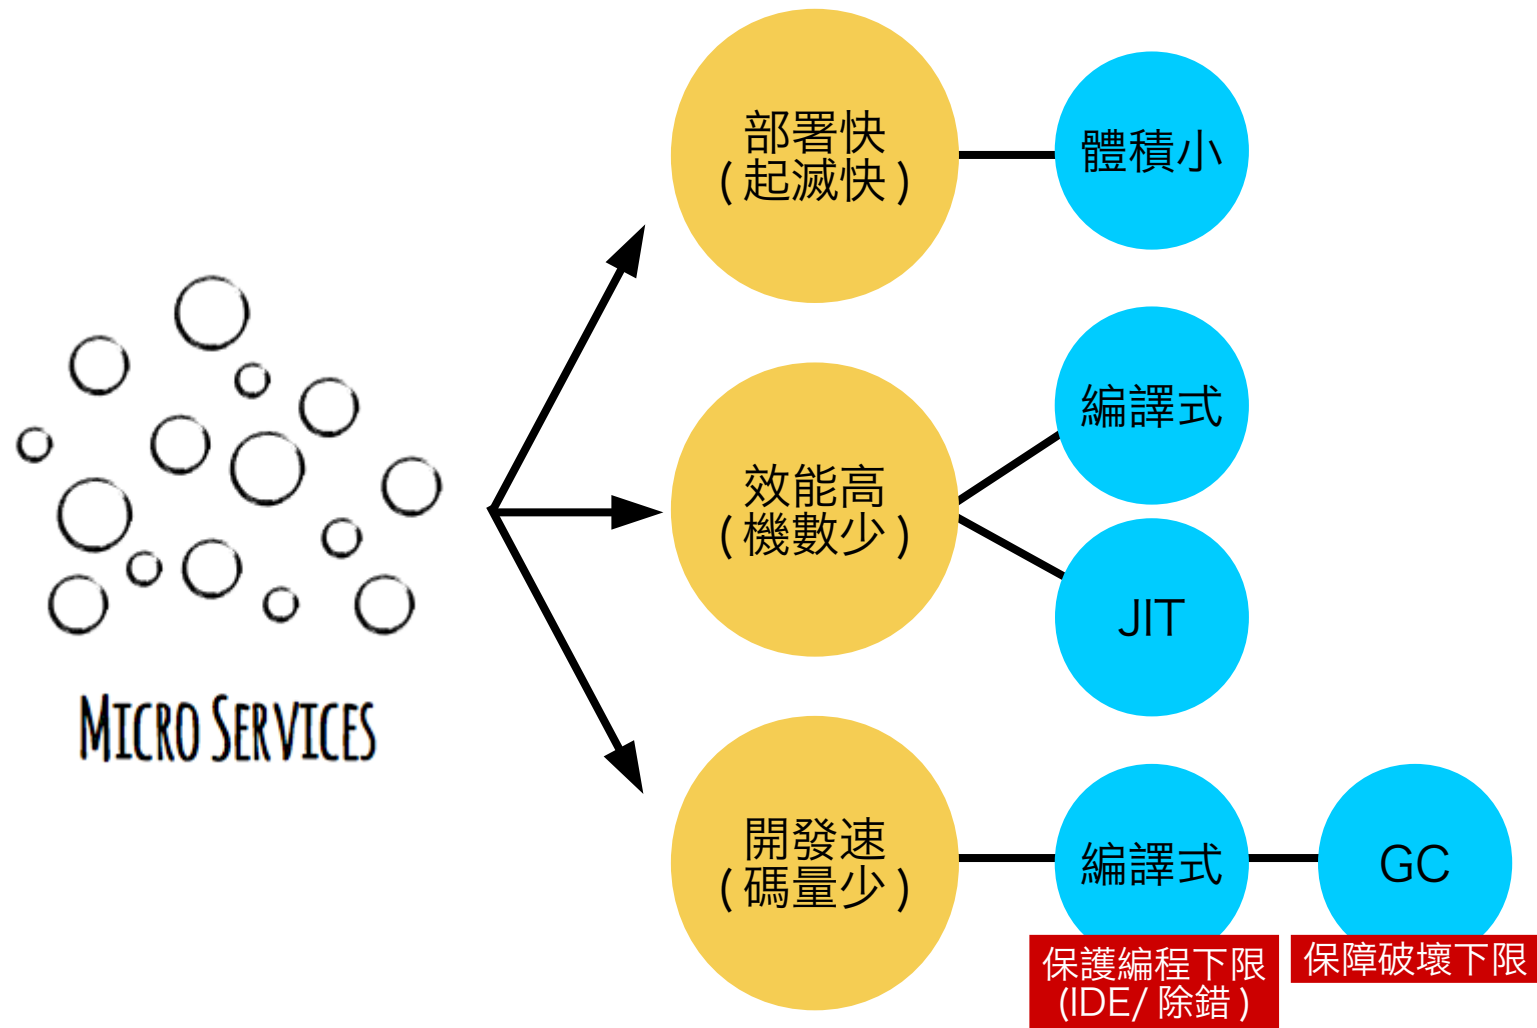 部署快
( 起滅快 )
體積小
編譯式
效能高
( 機數少 )
JIT
MICRO SERVICES
開發速
( 碼量少 )
編譯式
GC
保護編程下限
(IDE/ 除錯 )
保障破壞下限